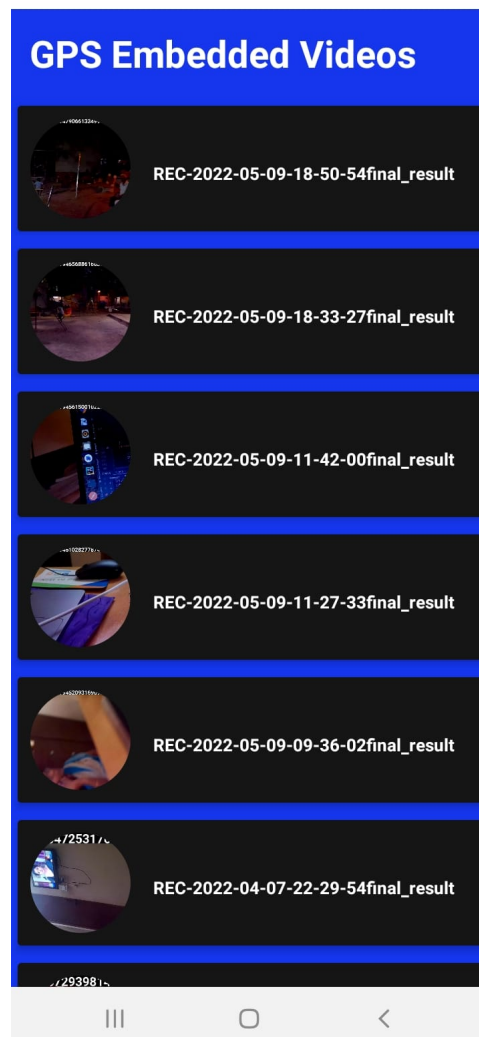 GPS Embedded Videos
REC-2022-05-09-18-50-54final_result
REC-2022-05-09-18-33-27final_result
REC-2022-05-09-11-42-00final_result
REC-2022-05-09-11-27-33final_result
REC-2022-05-09-09-36-02final_result
REC-2022-04-07-22-29-54final_result